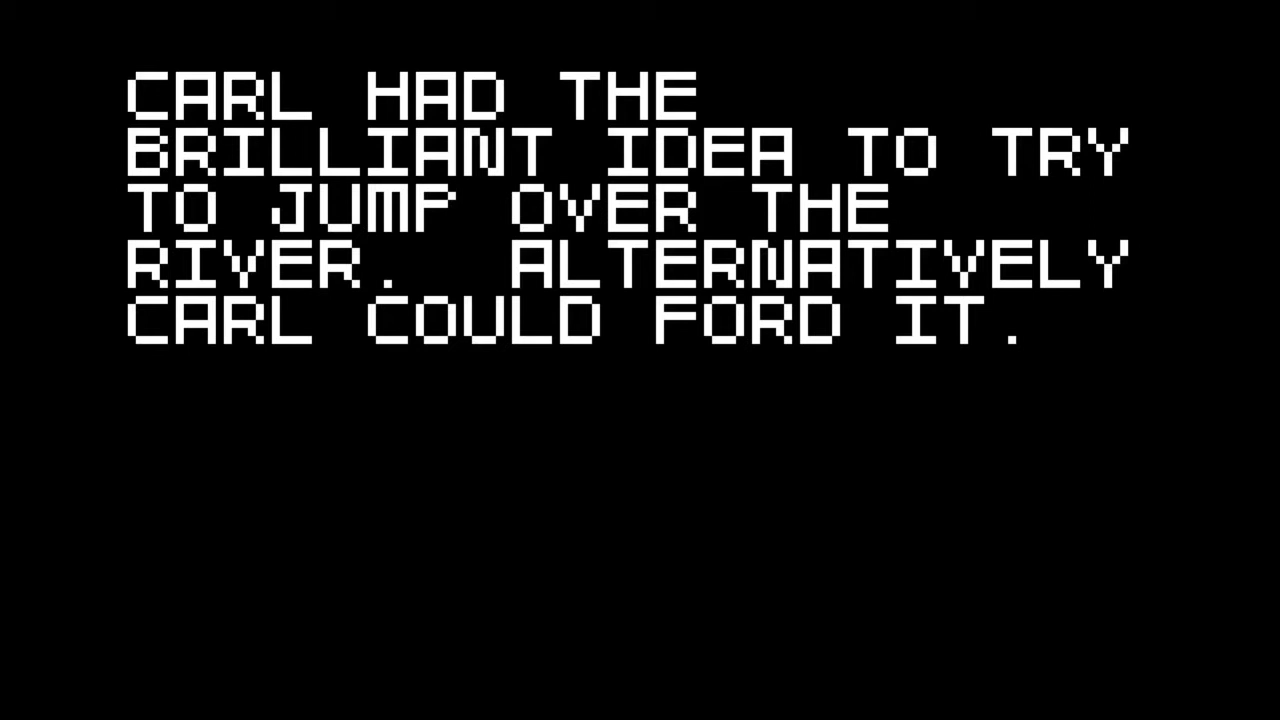 CARL HAD THE
BRILLIANT IDEA TO TRY
TO JUMP OVER THE
RIVER.  ALTERNATIVELY
CARL COULD FORD IT.